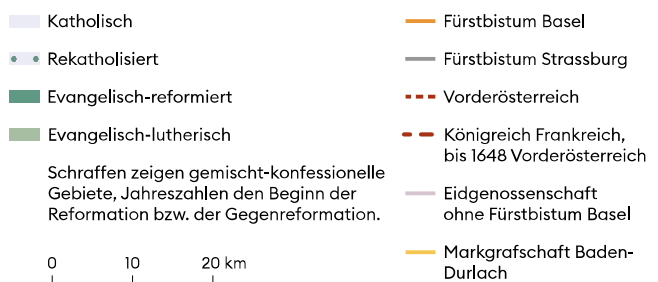 Katholisch
Rekatholisiert
Evangelisch-reformiert
Evangelisch-lutherisch
Schraffen zeigen gemischt-konfessionelle
Gebiete, Jahreszahlen den Beginn der
Reformation bzw. der Gegenreformation.
0 10 20 km
Fürstbistum Basel
Fürstbistum Strassburg
Vorderösterreich
Königreich Frankreich,
bis 1648 Vorderösterreich
Eidgenossenschaft
ohne Fürstbistum Basel
Markgrafschaft Baden-
Durlach